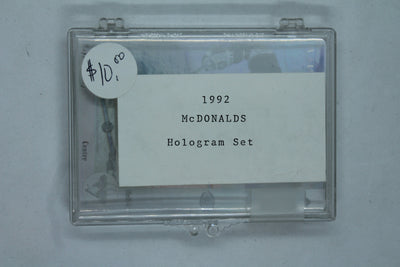 $10.00
1992
McDONALDS
Hologram Set